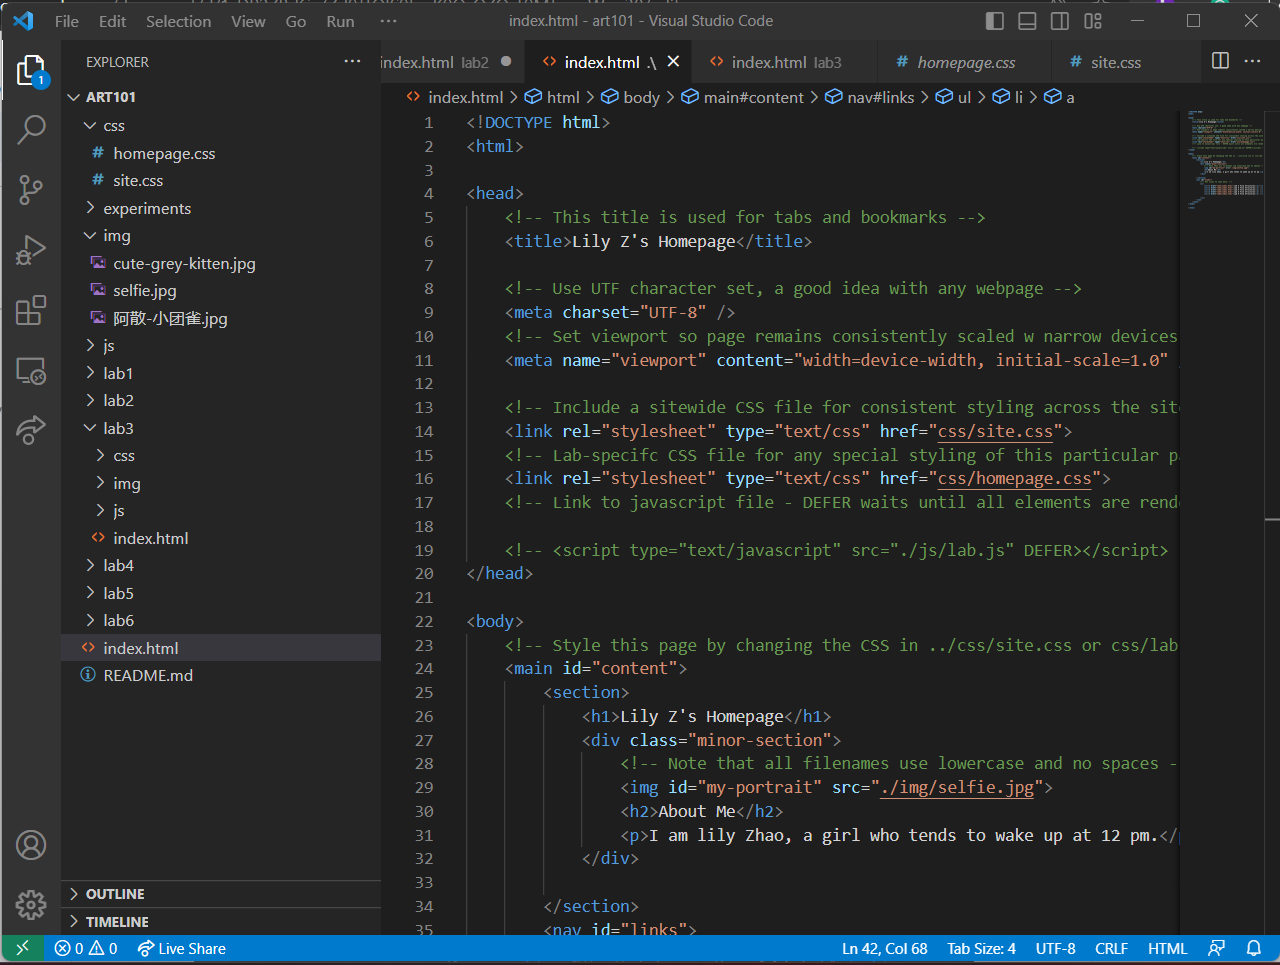 File Edit Selection View Go Run ··· index.html - art101 - Visual Studio Code
EXPLORER ···
index.html lab2 ●
index.html .\ ×
index.html lab3
# homepage.css
# site.css
···
index.html > html > body > main#content > nav#links > ul > li > a
1
ART101
css
# homepage.css
# site.css
experiments
img
cute-grey-kitten.jpg
selfie.jpg
阿散-小团雀.jpg
js
lab1
lab2
lab3
css
img
js
index.html
lab4
lab5
lab6
index.html
README.md
OUTLINE
TIMELINE
1 <!DOCTYPE html>
2 <html>
3
4 <head>
5 <!-- This title is used for tabs and bookmarks -->
6 <title>Lily Z's Homepage</title>
7
8 <!-- Use UTF character set, a good idea with any webpage -->
9 <meta charset="UTF-8" />
10 <!-- Set viewport so page remains consistently scaled w narrow devices
11 <meta name="viewport" content="width=device-width, initial-scale=1.0"
12
13 <!-- Include a sitewide CSS file for consistent styling across the sit
14 <link rel="stylesheet" type="text/css" href="css/site.css">
15 <!-- Lab-specifc CSS file for any special styling of this particular p
16 <link rel="stylesheet" type="text/css" href="css/homepage.css">
17 <!-- Link to javascript file - DEFER waits until all elements are rend
18
19 <!-- <script type="text/javascript" src="./js/lab.js" DEFER></script>
20 </head>
21
22 <body>
23 <!-- Style this page by changing the CSS in ../css/site.css or css/lab
24 <main id="content">
25 <section>
26 <h1>Lily Z's Homepage</h1>
27 <div class="minor-section">
28 <!-- Note that all filenames use lowercase and no spaces -
29 <img id="my-portrait" src="./img/selfie.jpg">
30 <h2>About Me</h2>
31 <p>I am lily Zhao, a girl who tends to wake up at 12 pm.</
32 </div>
33
34 </section>
35 <nav id="links">
0 0 Live Share Ln 42, Col 68 Tab Size: 4 UTF-8 CRLF HTML